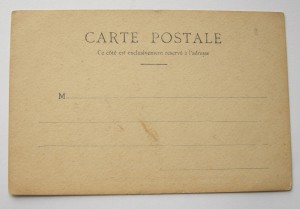 CARTE POSTALE
Ce côté est exclusivement réservé à l'adresse
M